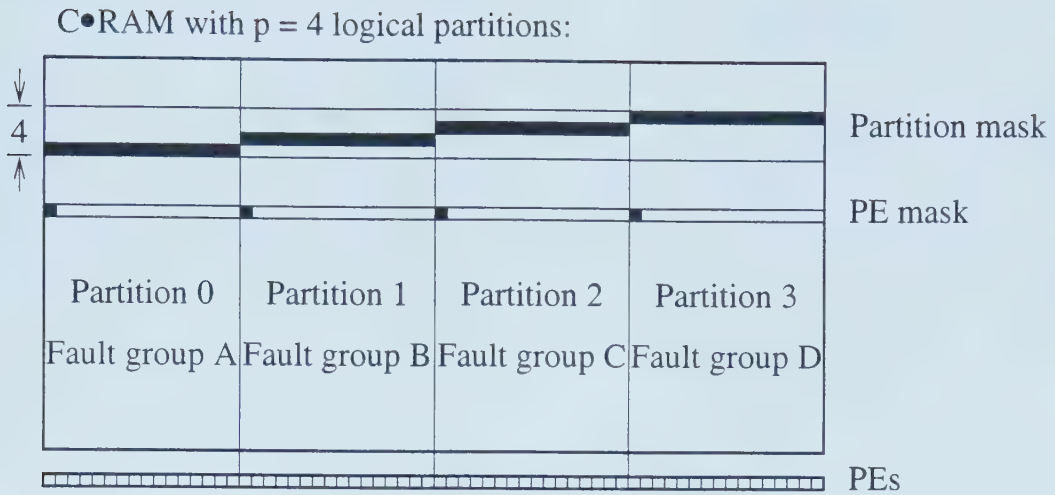 C●RAM with p = 4 logical partitions:
4
Partition mask
PE mask
Partition 0 Partition 1 Partition 2 Partition 3
Fault group A Fault group B Fault group C Fault group D
PEs